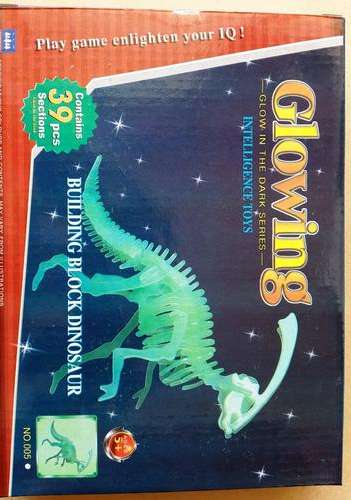 Play game enlighten your IQ !
Glowing
—GLOW IN THE DARK SERIES—
INTELLIGENCE TOYS
Contains
39 pcs
Sections
BUILDING BLOCK DINOSAUR
5+
NO.005